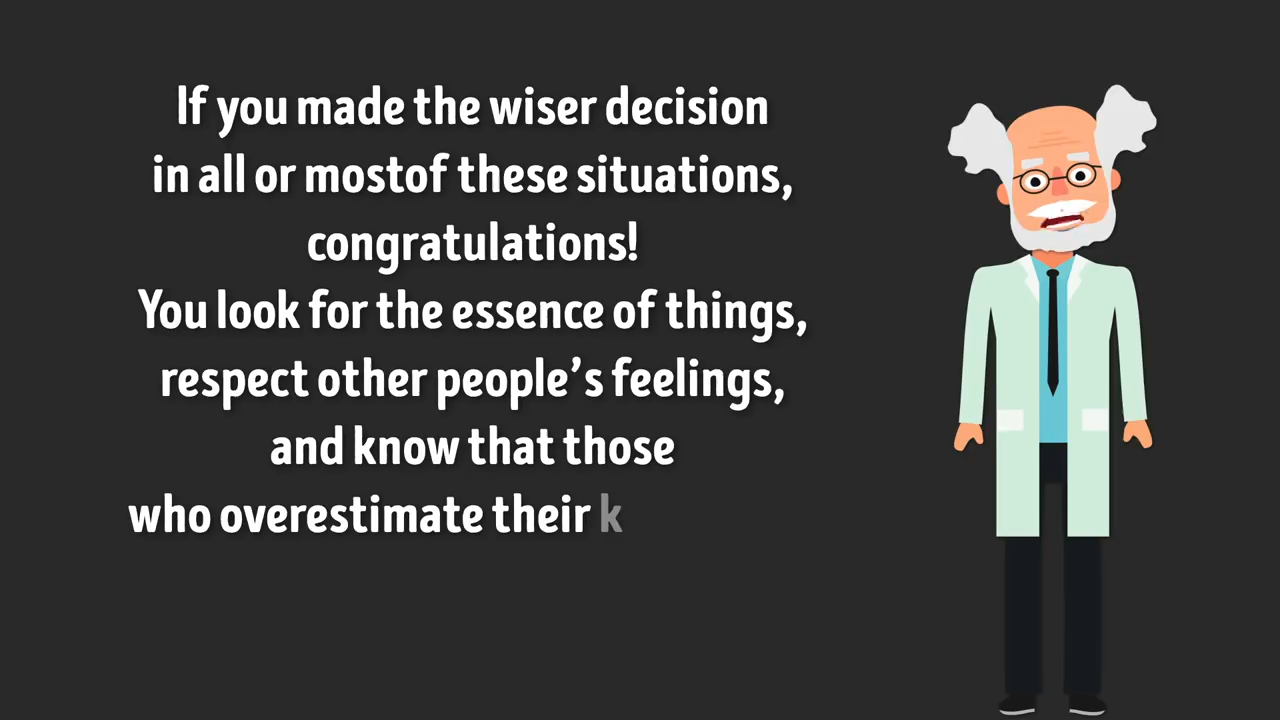 If you made the wiser decision
in all or mostof these situations,
congratulations!
You look for the essence of things,
respect other people’s feelings,
and know that those
who overestimate their k